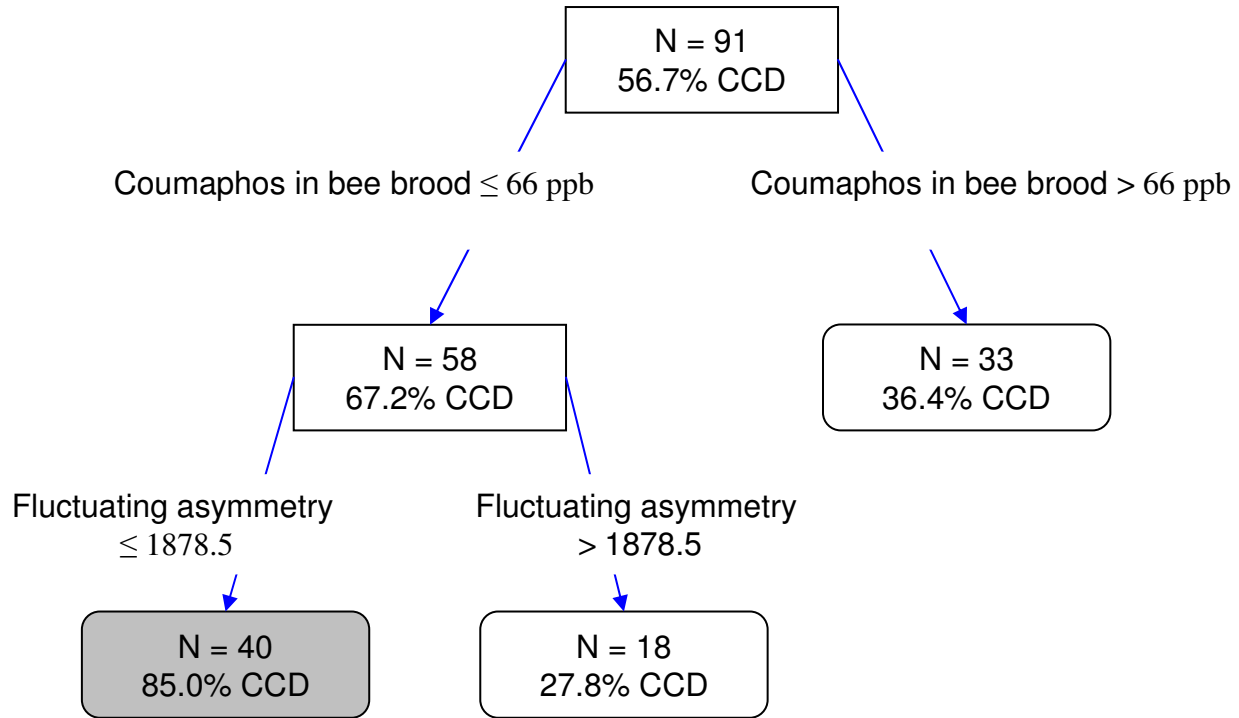 N = 91
56.7% CCD
Coumaphos in bee brood ≤ 66 ppb
Coumaphos in bee brood > 66 ppb
N = 58
67.2% CCD
N = 33
36.4% CCD
Fluctuating asymmetry
≤ 1878.5
Fluctuating asymmetry
> 1878.5
N = 40
85.0% CCD
N = 18
27.8% CCD